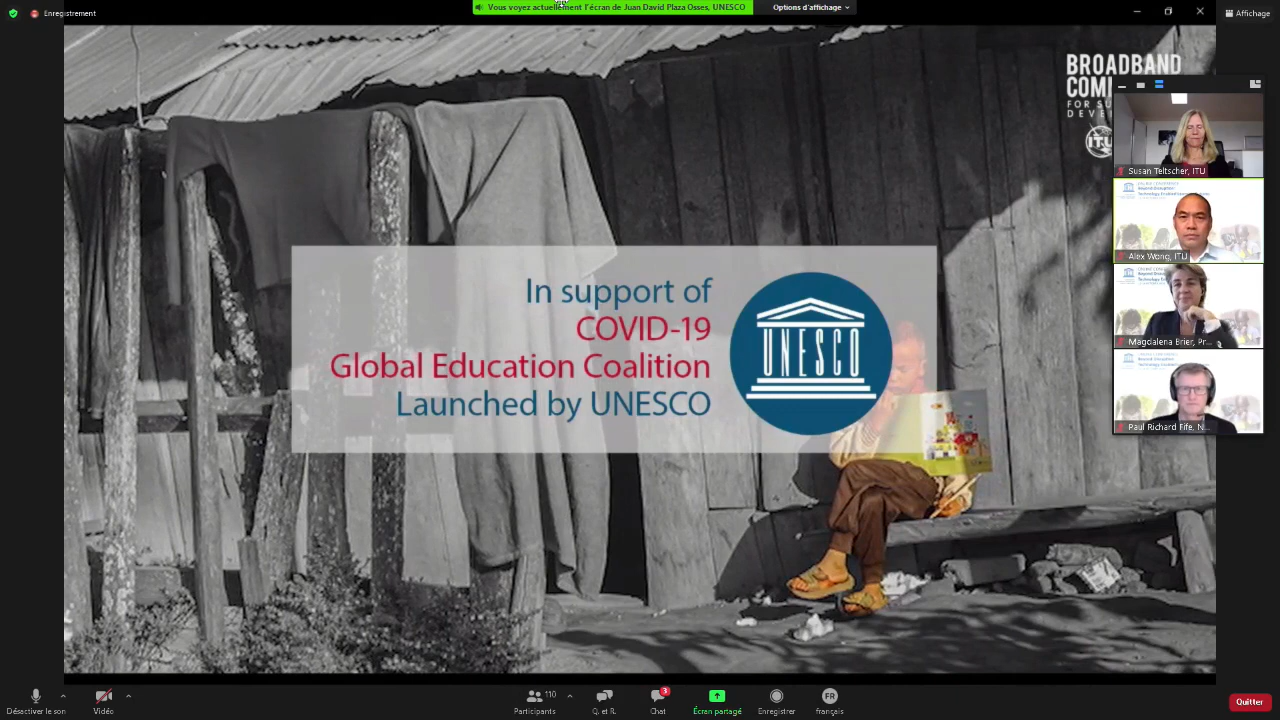 Enregistrement
Vous voyez actuellement l'écran de Juan David Plaza Osses, UNESCO
Options d'affichage
Affichage
BROADBAND
COM
FOR SU
DEVE
ITU
Susan Teltscher, ITU
Alex Wong, ITU
Magdalena Brier, Pr...
Paul Richard Fife, N...
In support of
COVID-19
Global Education Coalition
Launched by UNESCO
UNESCO
Désactiver le son
Vidéo
110
Participants
Q. et R.
3
Chat
Écran partagé
Enregistrer
FR
français
Quitter